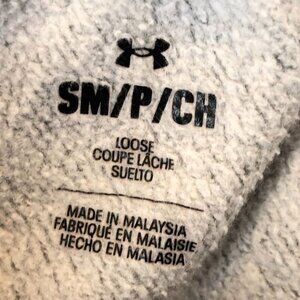 SM/P/CH
LOOSE
COUPE LÂCHE
SUELTO
MADE IN MALAYSIA
FABRIQUÉ EN MALAISIE
HECHO EN MALASIA